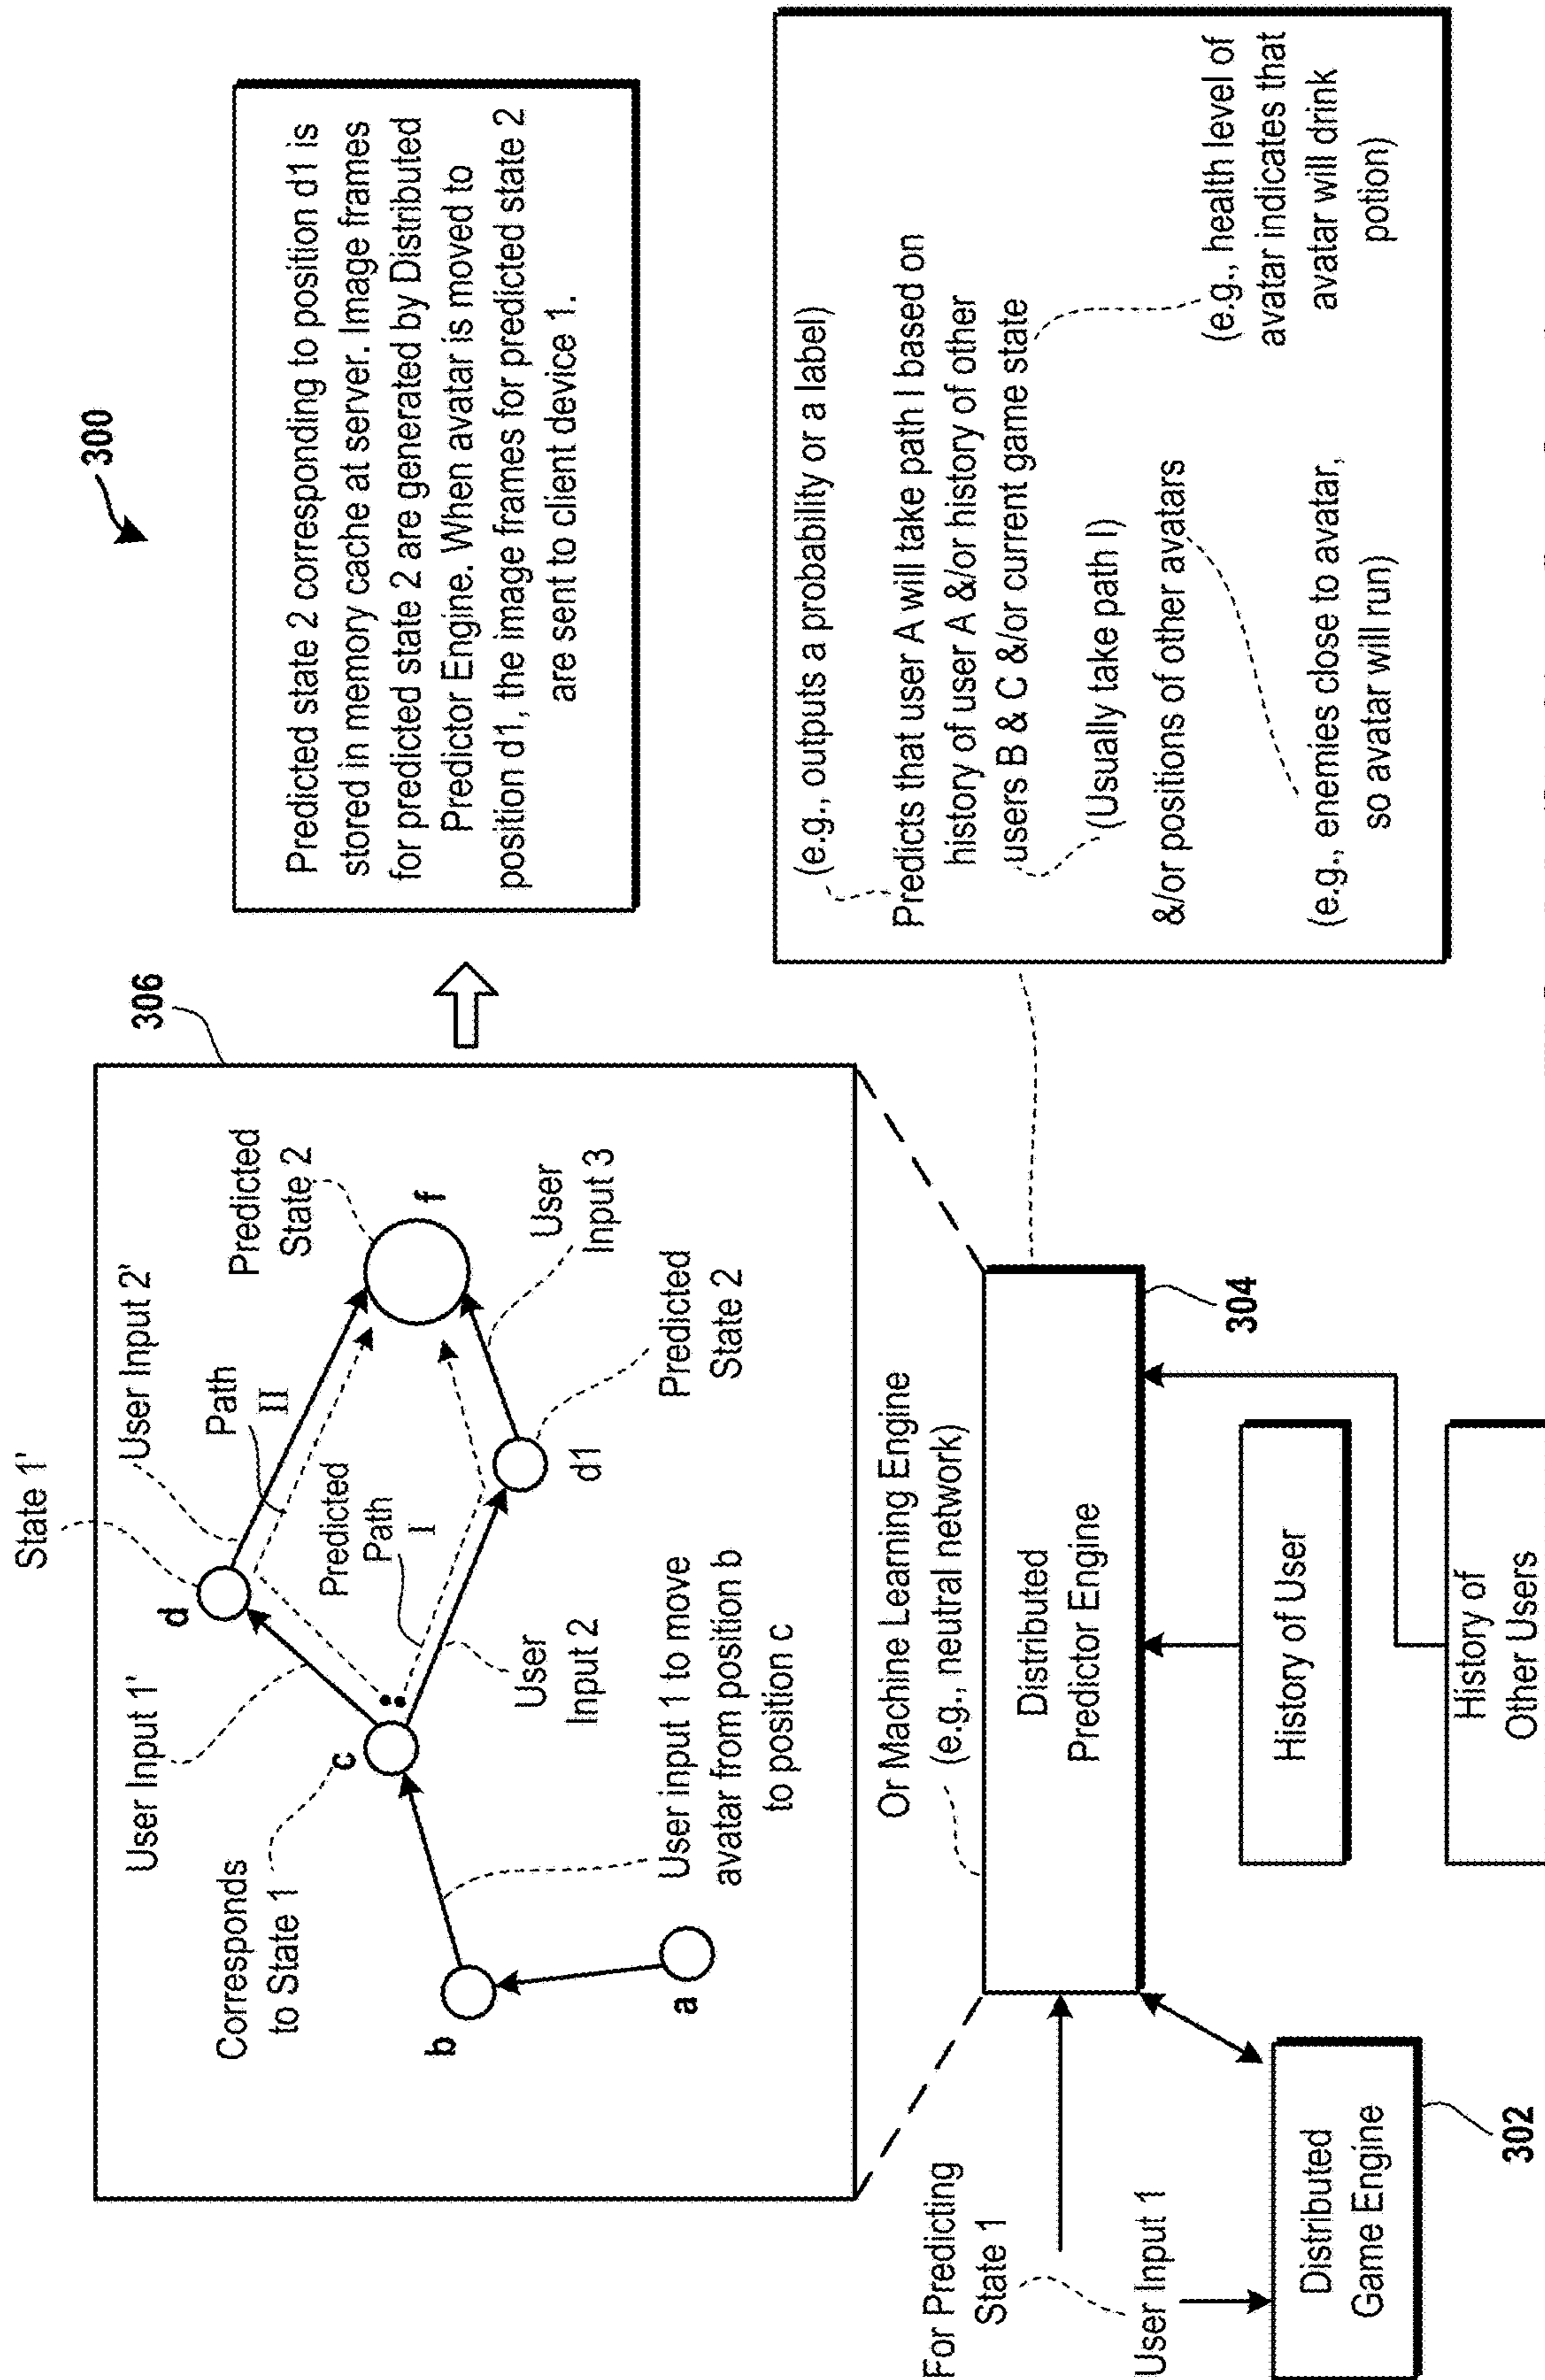 300
306
State 1'
d
User Input 1'
User Input 2'
Path
II
Predicted
State 2
f
Corresponds
to State 1
c
Predicted
Path
I
User
Input 3
b
User
Input 2
d1
Predicted
State 2
a
User input 1 to move
avatar from position b
to position c
Predicted state 2 corresponding to position d1 is
stored in memory cache at server. Image frames
for predicted state 2 are generated by Distributed
Predictor Engine. When avatar is moved to
position d1, the image frames for predicted state 2
are sent to client device 1.
(e.g., outputs a probability or a label)
Predicts that user A will take path I based on
history of user A &/or history of other
users B & C &/or current game state
(Usually take path I)
&/or positions of other avatars
(e.g., enemies close to avatar,
so avatar will run)
(e.g., health level of
avatar indicates that
avatar will drink
potion)
Or Machine Learning Engine
(e.g., neutral network)
For Predicting
State 1
User Input 1
Distributed
Predictor Engine
304
Distributed
Game Engine
302
History of User
History of
Other Users